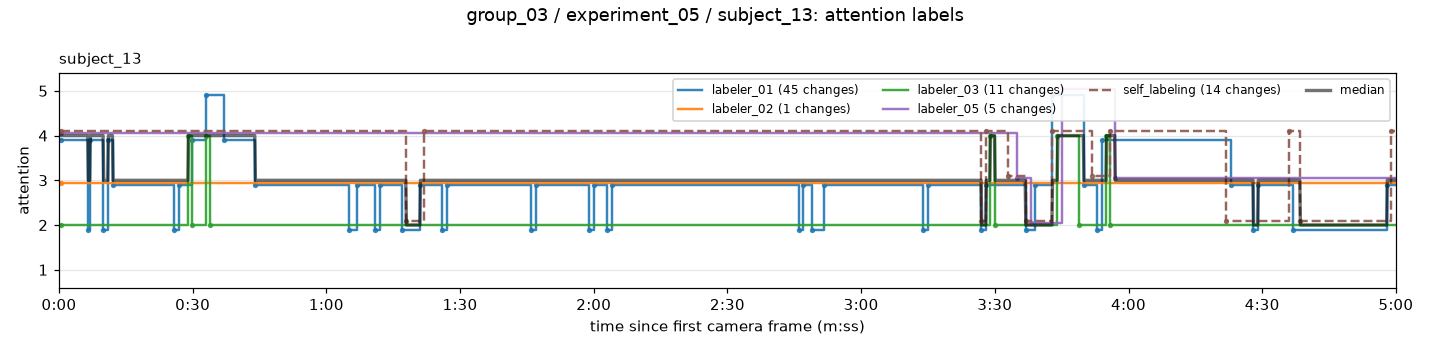 group_03 / experiment_05 / subject_13: attention labels
subject_13
labeler_01 (45 changes)
labeler_02 (1 changes)
labeler_03 (11 changes)
labeler_05 (5 changes)
self_labeling (14 changes)
median
attention
5
4
3
2
1
0:00 0:30 1:00 1:30 2:00 2:30 3:00 3:30 4:00 4:30 5:00
time since first camera frame (m:ss)